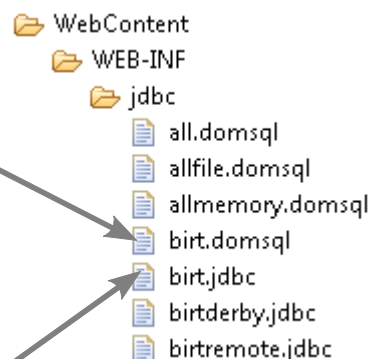 WebContent
WEB-INF
jdbc
all.domsql
allfile.domsql
allmemory.domsql
birt.domsql
birt.jdbc
birtderby.jdbc
birtremote.jdbc